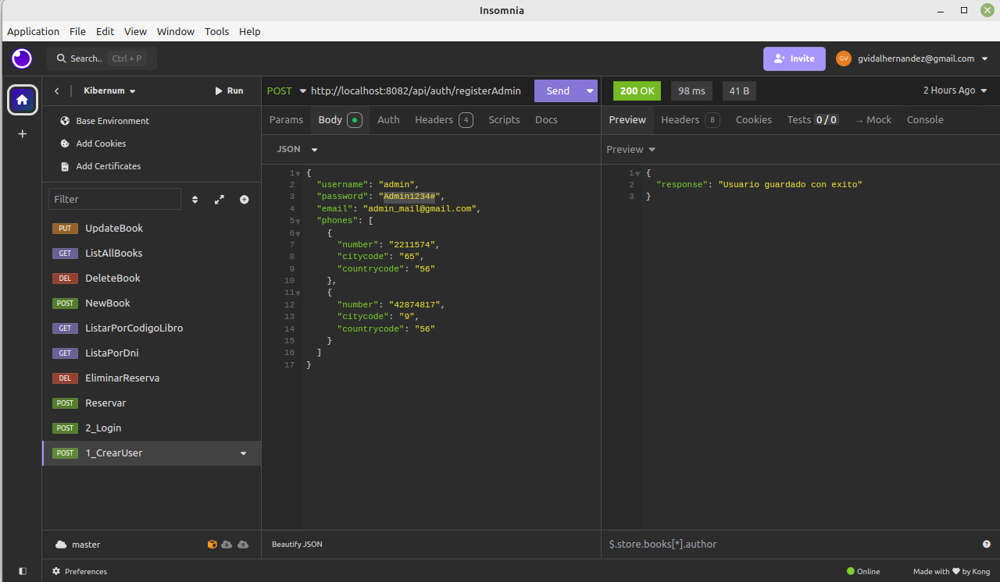 Insomnia
Application File Edit View Window Tools Help
Search.. Ctrl + P
Invite
GV gvidalhernandez@gmail.com
Kibernum
Run
POST http://localhost:8082/api/auth/registerAdmin Send
200 OK 98 ms 41 B 2 Hours Ago
Base Environment
Add Cookies
Add Certificates
Filter
PUT UpdateBook
GET ListAllBooks
DEL DeleteBook
POST NewBook
GET ListarPorCodigoLibro
GET ListaPorDni
DEL EliminarReserva
POST Reservar
POST 2_Login
POST 1_CrearUser
master
Params Body Auth Headers 4 Scripts Docs
JSON
1 {
2 "username": "admin",
3 "password": "Admin1234#",
4 "email": "admin_mail@gmail.com",
5 "phones": [
6 {
7 "number": "2211574",
8 "citycode": "65",
9 "countrycode": "56"
10 },
11 {
12 "number": "42874817",
13 "citycode": "9",
14 "countrycode": "56"
15 }
16 ]
17 }
Beautify JSON
Preview Headers 8 Cookies Tests 0 / 0 → Mock Console
Preview
1 {
2 "response": "Usuario guardado con exito"
3 }
$.store.books[*].author
Preferences
Online
Made with ♥ by Kong